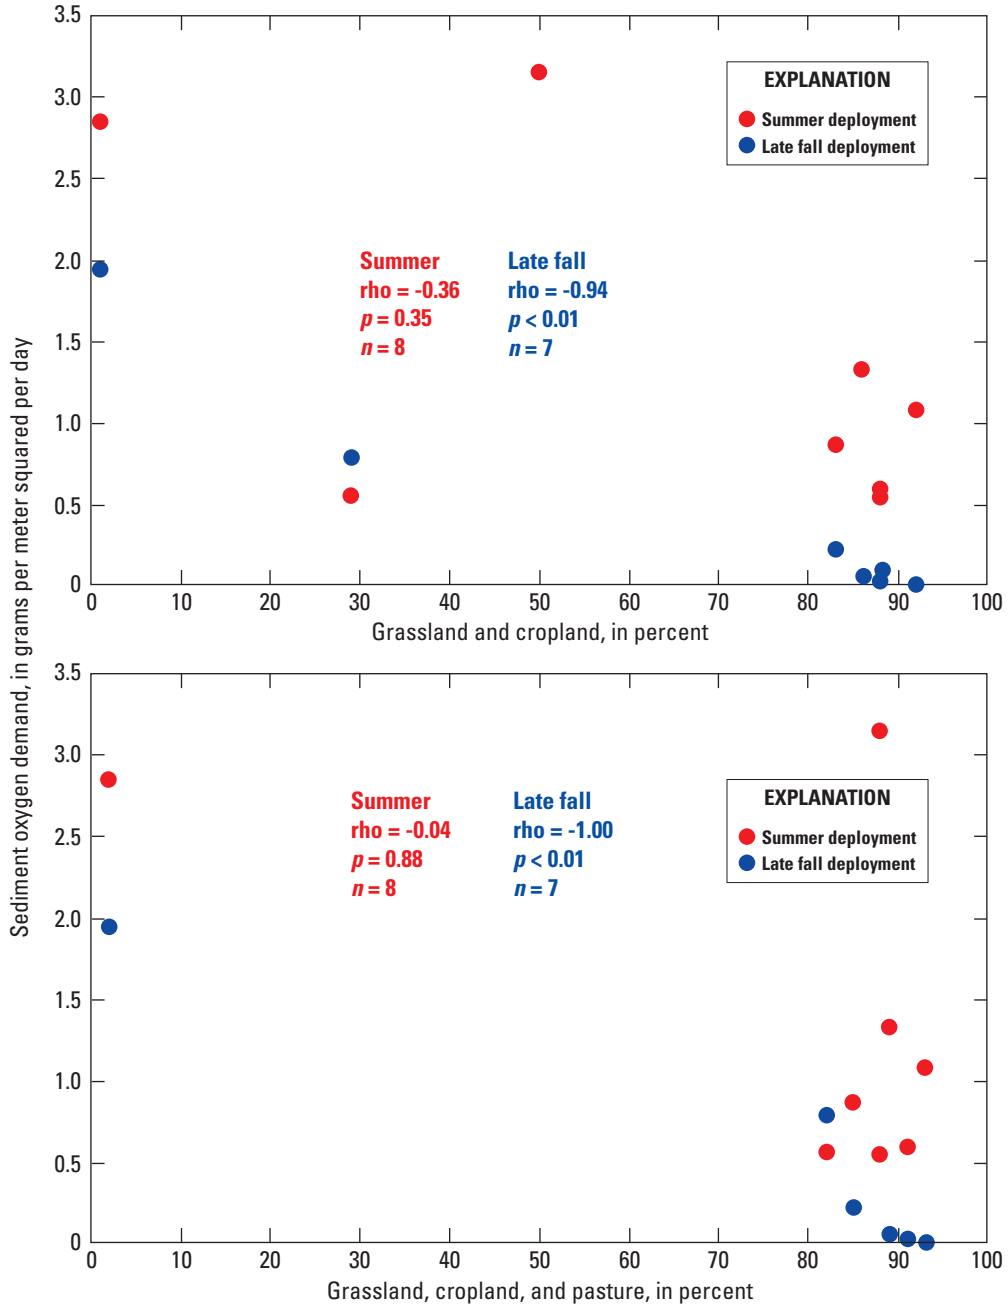 Sediment oxygen demand, in grams per meter squared per day
3.5
3.0
2.5
2.0
1.5
1.0
0.5
0
EXPLANATION
Summer deployment
Late fall deployment
Summer
rho = -0.36
p = 0.35
n = 8
Late fall
rho = -0.94
p < 0.01
n = 7
0 10 20 30 40 50 60 70 80 90 100
Grassland and cropland, in percent
3.5
3.0
2.5
2.0
1.5
1.0
0.5
0
Summer
rho = -0.04
p = 0.88
n = 8
Late fall
rho = -1.00
p < 0.01
n = 7
EXPLANATION
Summer deployment
Late fall deployment
0 10 20 30 40 50 60 70 80 90 100
Grassland, cropland, and pasture, in percent